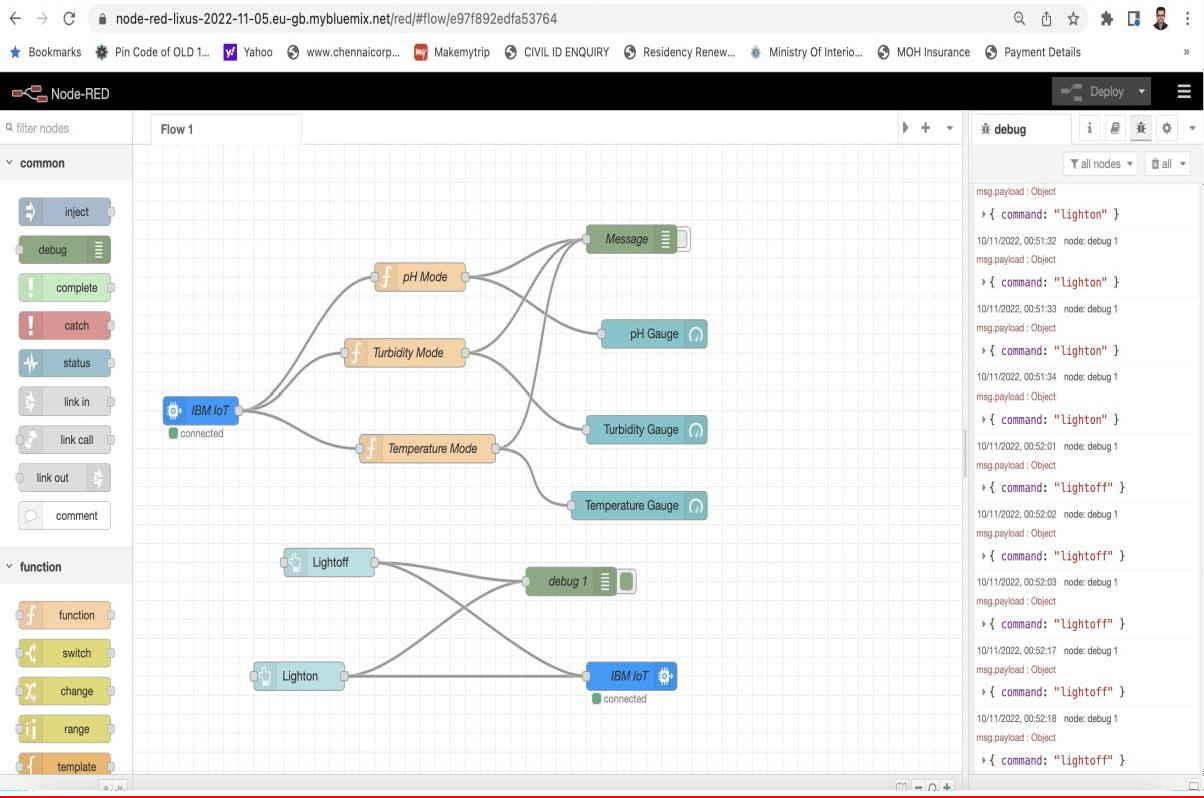 node-red-lixus-2022-11-05.eu-gb.mybluemix.net/red/#flow/e97f892edfa53764
Bookmarks Pin Code of OLD 1... Yahoo www.chennaicorp... Makemytrip CIVIL ID ENQUIRY Residency Renew... Ministry Of Interio... MOH Insurance Payment Details »
Node-RED Deploy
filter nodes
common
inject
debug
complete
catch
status
link in
link call
link out
comment
function
function
switch
change
range
template
Flow 1
Message
pH Mode
pH Gauge
Turbidity Mode
IBM IoT
connected
Turbidity Gauge
Temperature Mode
Temperature Gauge
Lightoff
debug 1
Lighton
IBM IoT
connected
debug
all nodes all
msg.payload : Object
{ command: "lighton" }
10/11/2022, 00:51:32 node: debug 1
msg.payload : Object
{ command: "lighton" }
10/11/2022, 00:51:33 node: debug 1
msg.payload : Object
{ command: "lighton" }
10/11/2022, 00:51:34 node: debug 1
msg.payload : Object
{ command: "lighton" }
10/11/2022, 00:52:01 node: debug 1
msg.payload : Object
{ command: "lightoff" }
10/11/2022, 00:52:02 node: debug 1
msg.payload : Object
{ command: "lightoff" }
10/11/2022, 00:52:03 node: debug 1
msg.payload : Object
{ command: "lightoff" }
10/11/2022, 00:52:17 node: debug 1
msg.payload : Object
{ command: "lightoff" }
10/11/2022, 00:52:18 node: debug 1
msg.payload : Object
{ command: "lightoff" }